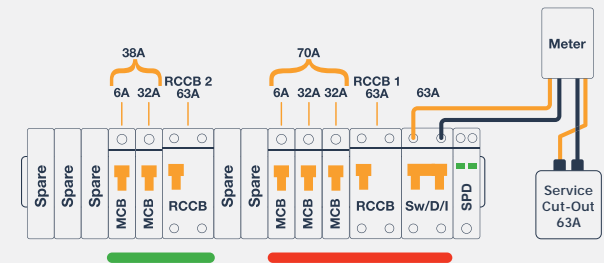 Meter
38A
70A
RCCB 2
RCCB 1
6A
32A
63A
6A
32A
32A
63A
63A
Spare
Spare
Spare
MCB
MCB
RCCB
Spare
Spare
MCB
MCB
MCB
RCCB
Sw/D/I
SPD
Service
Cut-Out
63A